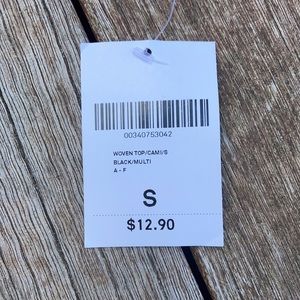 00340753042
WOVEN TOP/CAMI/S
BLACK/MULTI
A - F
S
$12.90